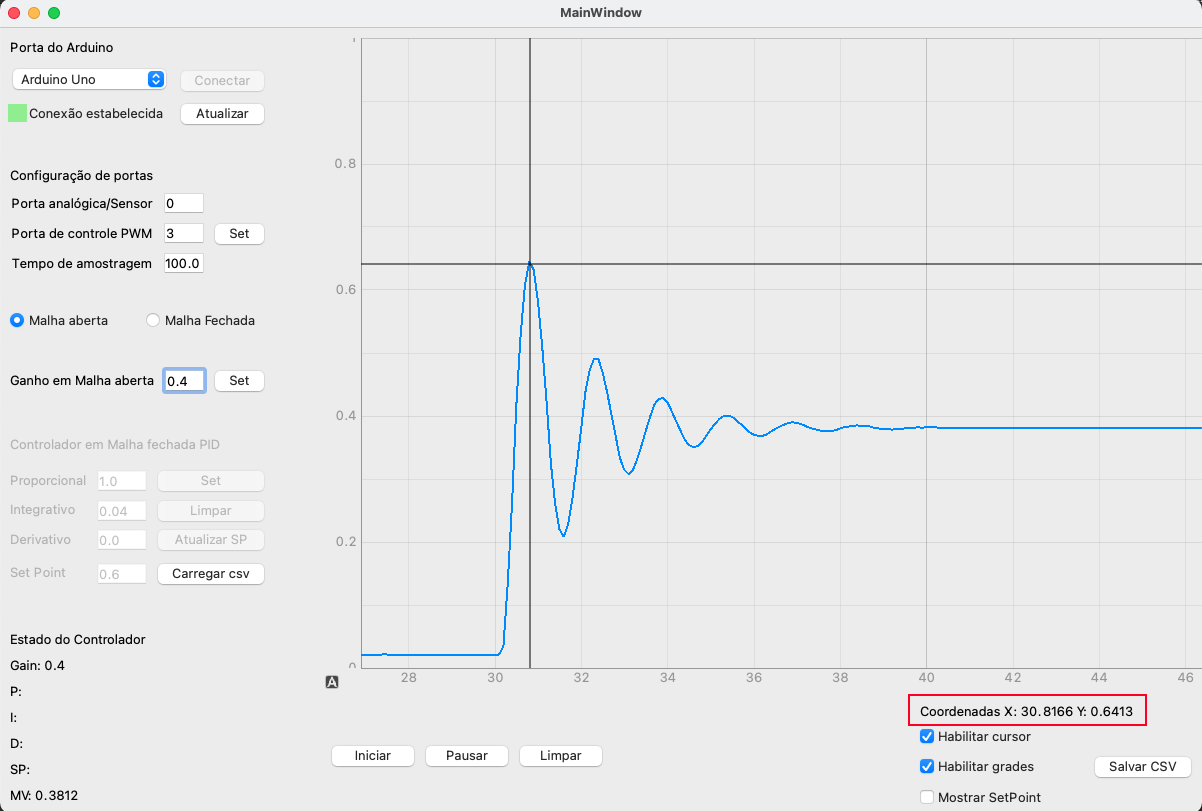 MainWindow
Porta do Arduino
Arduino Uno
Conectar
Conexão estabelecida
Atualizar
Configuração de portas
Porta analógica/Sensor 0
Porta de controle PWM 3 Set
Tempo de amostragem 100.0
Malha aberta Malha Fechada
Ganho em Malha aberta 0.4 Set
Controlador em Malha fechada PID
Proporcional 1.0 Set
Integrativo 0.04 Limpar
Derivativo 0.0 Atualizar SP
Set Point 0.6 Carregar csv
Estado do Controlador
Gain: 0.4
P:
I:
D:
SP:
MV: 0.3812
0.8
0.6
0.4
0.2
0
28 30 32 34 36 38 40 42 44 46
A
Coordenadas X: 30.8166 Y: 0.6413
Habilitar cursor
Iniciar Pausar Limpar
Habilitar grades
Salvar CSV
Mostrar SetPoint